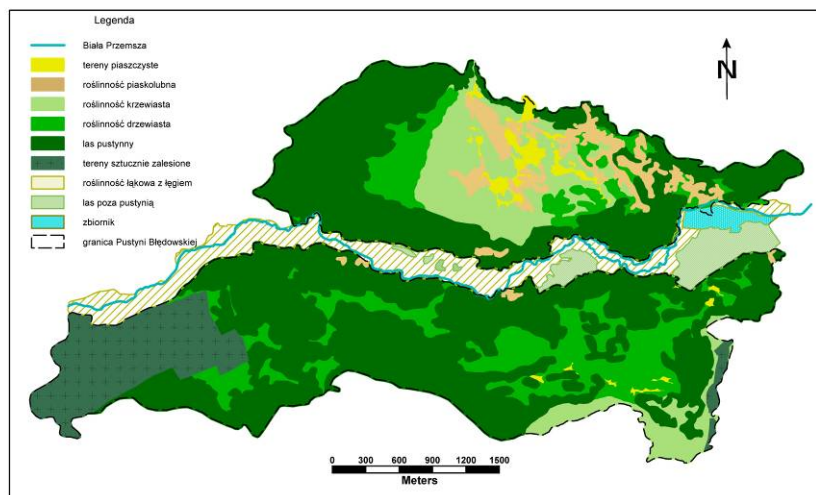 Legenda
Biała Przemsza
tereny piaszczyste
roślinność piaskolubna
roślinność krzewiasta
roślinność drzewiasta
las pustynny
tereny sztucznie zalesione
roślinność łąkowa z łęgiem
las poza pustynią
zbiornik
granica Pustyni Błędowskiej
N
0 300 600 900 1200 1500
Meters